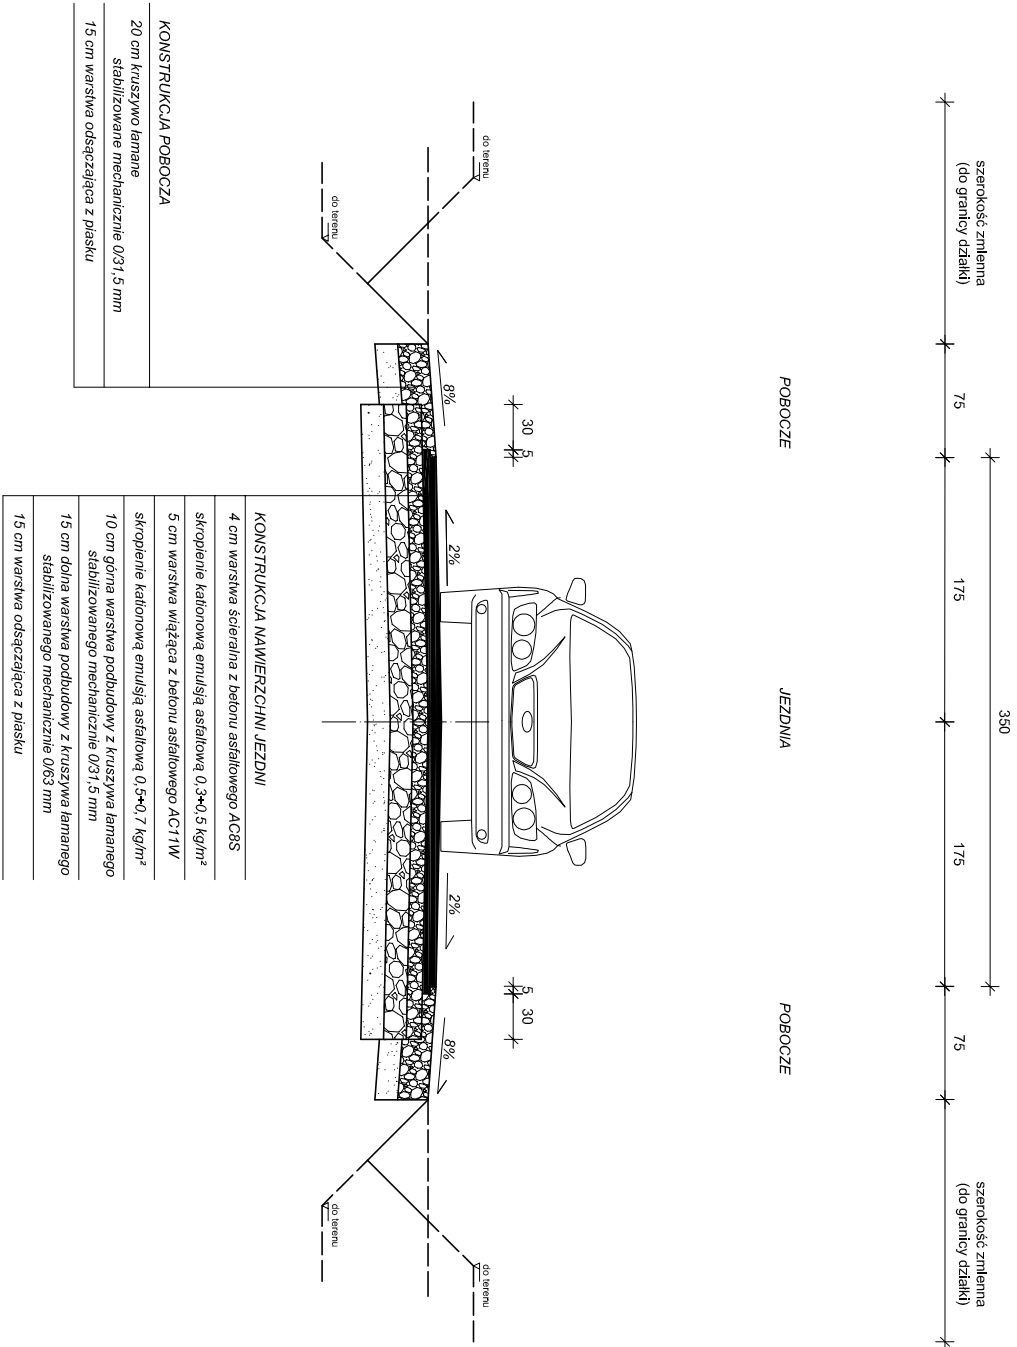 szerokość zmienna
(do granicy działki)
75
175
350
175
75
szerokość zmienna
(do granicy działki)
POBOCZE
JEZDNIA
POBOCZE
30
5
5
30
8%
2%
2%
8%
do terenu
do terenu
do terenu
do terenu
KONSTRUKCJA POBOCZA
20 cm kruszywo łamane
stabilizowane mechanicznie 0/31,5 mm
15 cm warstwa odsączająca z piasku
KONSTRUKCJA NAWIERZCHNI JEZDNI
4 cm warstwa ścieralna z betonu asfaltowego AC8S
skropienie kationową emulsją asfaltową 0,3÷0,5 kg/m²
5 cm warstwa wiążąca z betonu asfaltowego AC11W
skropienie kationową emulsją asfaltową 0,5÷0,7 kg/m²
10 cm górna warstwa podbudowy z kruszywa łamanego
stabilizowanego mechanicznie 0/31,5 mm
15 cm dolna warstwa podbudowy z kruszywa łamanego
stabilizowanego mechanicznie 0/63 mm
15 cm warstwa odsączająca z piasku